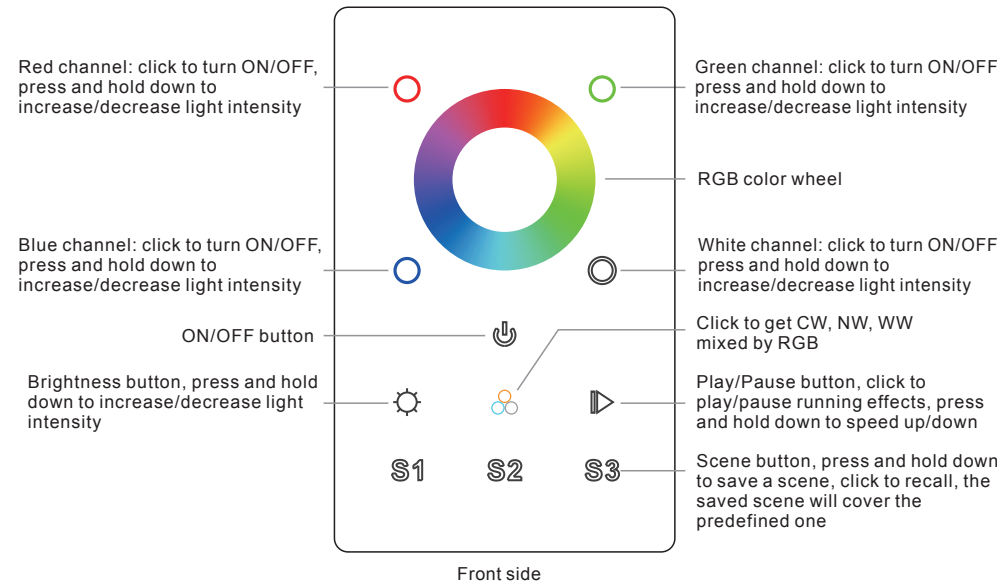 Red channel: click to turn ON/OFF,
press and hold down to
increase/decrease light intensity
Green channel: click to turn ON/OFF
press and hold down to
increase/decrease light intensity
RGB color wheel
Blue channel: click to turn ON/OFF,
press and hold down to
increase/decrease light intensity
White channel: click to turn ON/OFF
press and hold down to
increase/decrease light intensity
ON/OFF button
Click to get CW, NW, WW
mixed by RGB
Brightness button, press and hold
down to increase/decrease light
intensity
Play/Pause button, click to
play/pause running effects, press
and hold down to speed up/down
S1 S2 S3
Scene button, press and hold down
to save a scene, click to recall, the
saved scene will cover the
predefined one
Front side